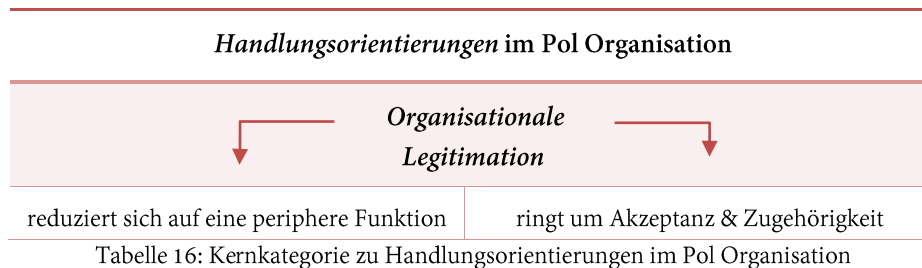 Handlungsorientierungen im Pol Organisation
Organisationale
Legitimation
reduziert sich auf eine periphere Funktion
ringt um Akzeptanz & Zugehörigkeit
Tabelle 16: Kernkategorie zu Handlungsorientierungen im Pol Organisation